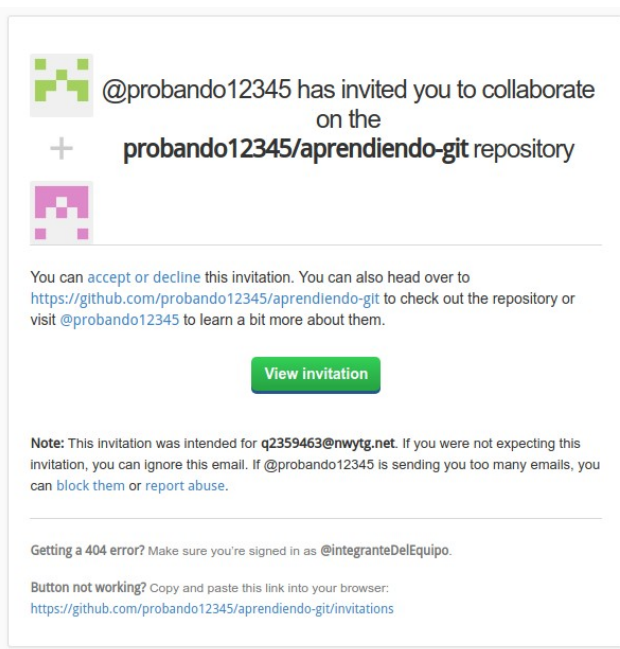 @probando12345 has invited you to collaborate
on the
probando12345/aprendiendo-git repository
You can accept or decline this invitation. You can also head over to
https://github.com/probando12345/aprendiendo-git to check out the repository or
visit @probando12345 to learn a bit more about them.
View invitation
Note: This invitation was intended for q2359463@nwytg.net. If you were not expecting this
invitation, you can ignore this email. If @probando12345 is sending you too many emails, you
can block them or report abuse.
Getting a 404 error? Make sure you're signed in as @integranteDelEquipo.
Button not working? Copy and paste this link into your browser:
https://github.com/probando12345/aprendiendo-git/invitations